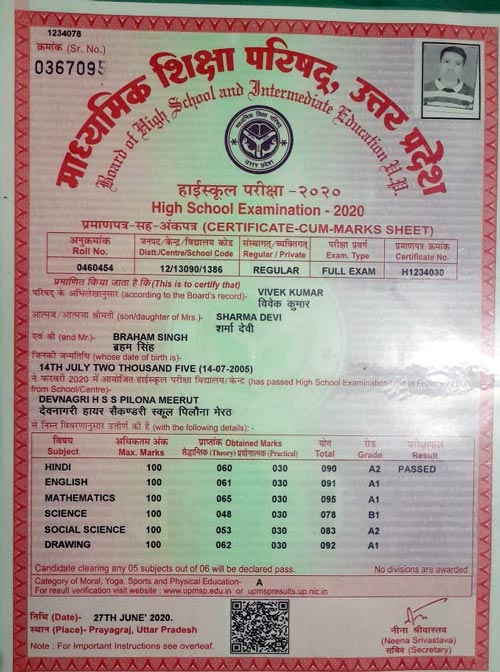 1234078
क्रमांक (Sr. No.)
0367095
माध्यमिक शिक्षा परिषद्, उत्तर प्रदेश
Board of High School and Intermediate Education U.P.
हाईस्कूल परीक्षा -२०२०
High School Examination - 2020
प्रमाणपत्र-सह-अंकपत्र (CERTIFICATE-CUM-MARKS SHEET)
अनुक्रमांक जनपद/केन्द्र/विद्यालय कोड संस्थागत/व्यक्तिगत परीक्षा प्रवर्ग प्रमाणपत्र क्रमांक
Roll No. Distt./Centre/School Code Regular / Private Exam. Type Certificate No.
0460454 12/13090/1386 REGULAR FULL EXAM H1234030
प्रमाणित किया जाता है कि(This is to certify that)
परिषद् के अभिलेखानुसार (according to the Board's record)- VIVEK KUMAR
विवेक कुमार
आत्मज/आत्मजा श्रीमती (son/daughter of Mrs.)- SHARMA DEVI
शर्मा देवी
एवं श्री (and Mr.)- BRAHAM SINGH
ब्रहम सिंह
जिनकी जन्मतिथि (whose date of birth is)-
14TH JULY TWO THOUSAND FIVE (14-07-2005)
ने फरवरी 2020 में आयोजित हाईस्कूल परीक्षा विद्यालय/केन्द्र (has passed High School Examination held in
from School/Centre)-
DEVNAGRI H S S PILONA MEERUT
देवनागरी हायर सैकण्डरी स्कूल पिलौना मेरठ
से निम्न विवरणानुसार उत्तीर्ण की है (with the following details): -
विषय अधिकतम अंक प्राप्तांक Obtained Marks योग ग्रेड परीक्षाफल
Subject Max. Marks सैद्धान्तिक (Theory) प्रयोगात्मक (Practical) Total Grade Result
HINDI 100 060 030 090 A2 PASSED
ENGLISH 100 061 030 091 A1
MATHEMATICS 100 065 030 095 A1
SCIENCE 100 048 030 078 B1
SOCIAL SCIENCE 100 053 030 083 A2
DRAWING 100 062 030 092 A1
Candidate clearing any 05 subjects out of 06 will be declared pass. No divisions are awarded
Category of Moral, Yoga, Sports and Physical Education- A
For result verification visit website : www.upmsp.edu.in or upmspresults.up.nic.in
तिथि (Date)- 27TH JUNE' 2020.
स्थान (Place)- Prayagraj, Uttar Pradesh
Note : For Important Instructions see overleaf.
नीना श्रीवास्तव
(Neena Srivastava)
सचिव (Secretary)